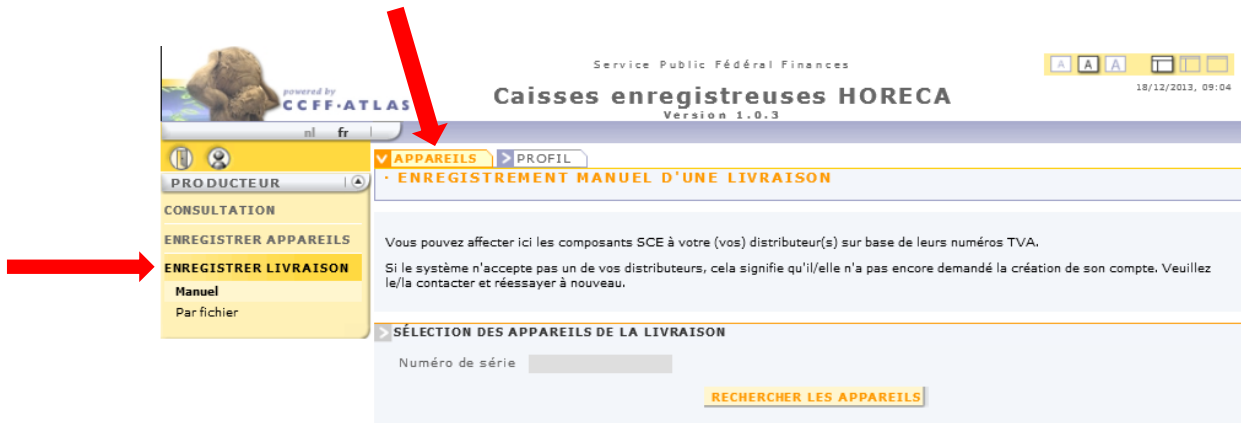 Service Public Fédéral Finances
A A A
powered by
CCFF·ATLAS
Caisses enregistreuses HORECA
18/12/2013, 09:04
Version 1.0.3
nl fr
APPAREILS PROFIL
PRODUCTEUR
· ENREGISTREMENT MANUEL D'UNE LIVRAISON
CONSULTATION
ENREGISTRER APPAREILS
ENREGISTRER LIVRAISON
Manuel
Par fichier
Vous pouvez affecter ici les composants SCE à votre (vos) distributeur(s) sur base de leurs numéros TVA.
Si le système n'accepte pas un de vos distributeurs, cela signifie qu'il/elle n'a pas encore demandé la création de son compte. Veuillez
le/la contacter et réessayer à nouveau.
SÉLECTION DES APPAREILS DE LA LIVRAISON
Numéro de série
RECHERCHER LES APPAREILS